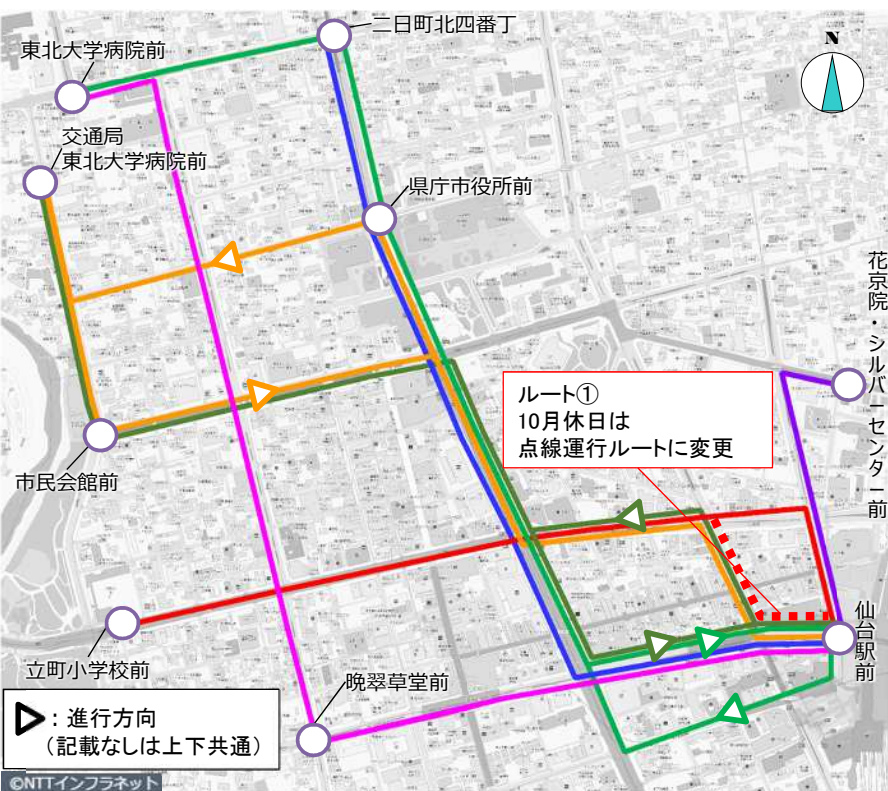 二日町北四番丁
東北大学病院前
N
交通局
東北大学病院前
県庁市役所前
花京院・シルバーセンター前
ルート①
10月休日は
点線運行ルートに変更
市民会館前
仙台駅前
立町小学校前
晩翠草堂前
：進行方向
（記載なしは上下共通）
©NTTインフラネット